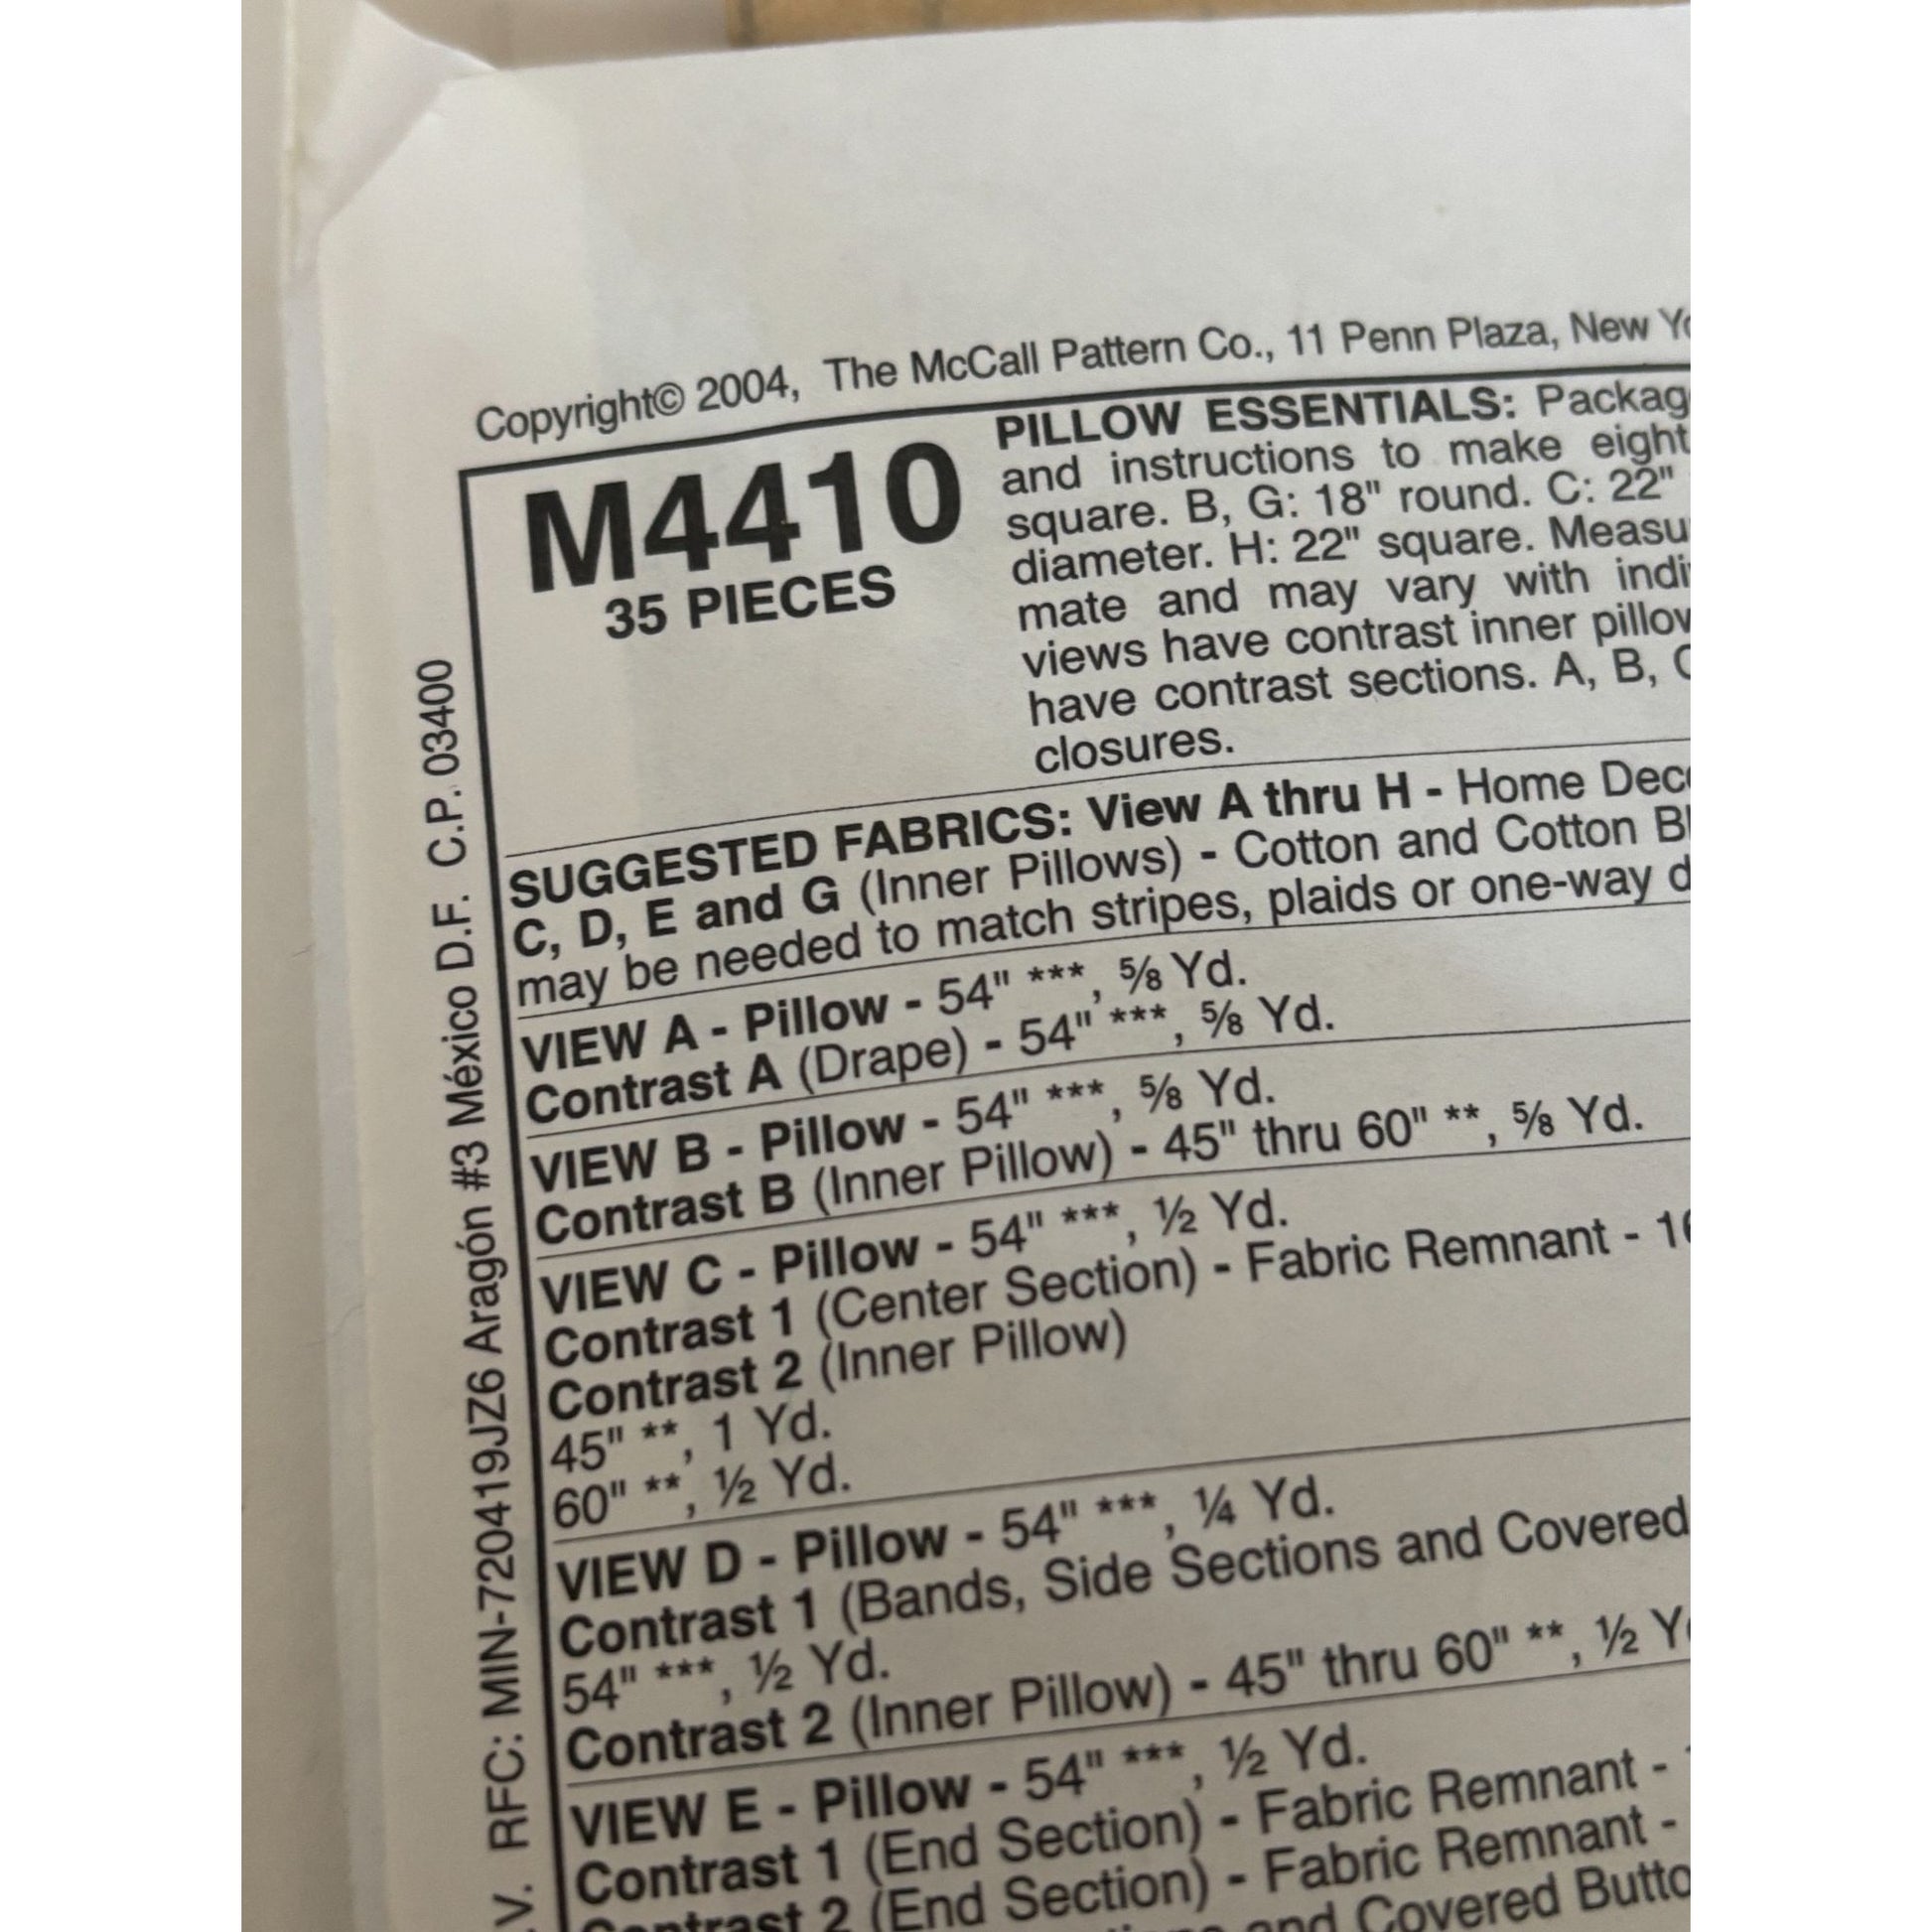 Copyright© 2004, The McCall Pattern Co., 11 Penn Plaza, New
M4410
35 PIECES
PILLOW ESSENTIALS:
and instructions to make eight
square. B, G: 18" round. C: 22"
diameter. H: 22" square.
mate and may vary with
views have contrast inner
have contrast sections. A, B,
closures.
SUGGESTED FABRICS: View A thru H - Home
C, D, E and G (Inner Pillows) - Cotton and Cotton
may be needed to match stripes, plaids or one-way
VIEW A - Pillow - 54" ***, ⅝ Yd.
Contrast A (Drape) - 54" ***, ⅝ Yd.
VIEW B - Pillow - 54" ***, ⅝ Yd.
Contrast B (Inner Pillow) - 45" thru 60" **, ⅝ Yd.
VIEW C - Pillow - 54" ***, ½ Yd.
Contrast 1 (Center Section) - Fabric Remnant -
Contrast 2 (Inner Pillow)
45" **, 1 Yd.
60" **, ½ Yd.
VIEW D - Pillow - 54" ***, ¼ Yd.
Contrast 1 (Bands, Side Sections and Covered
54" ***, ½ Yd.
Contrast 2 (Inner Pillow) - 45" thru 60" **, ½
VIEW E - Pillow - 54" ***, ½ Yd.
Contrast 1 (End Section) - Fabric Remnant -
Contrast 2 (End Section) - Fabric Remnant -
and Covered
V. RFC: MIN-720419JZ6 Aragón #3 México D.F. C.P. 03400